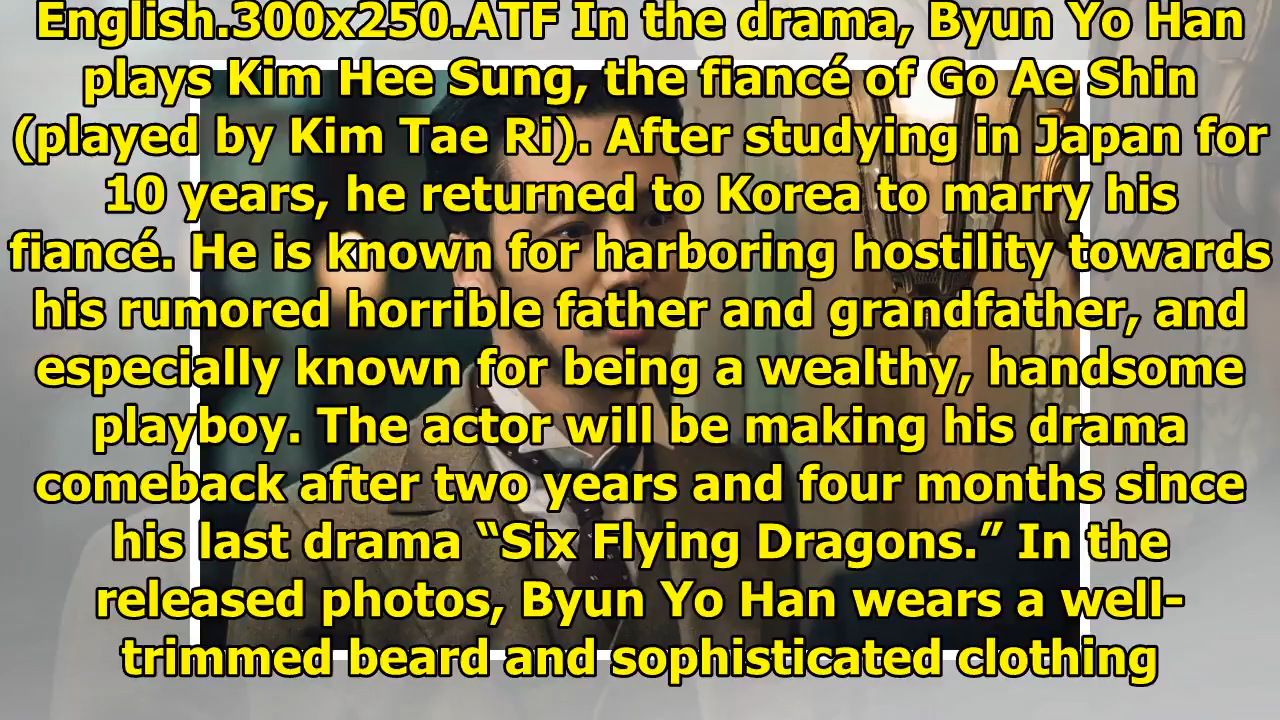 English.300x250.ATF In the drama, Byun Yo Han
plays Kim Hee Sung, the fiancé of Go Ae Shin
(played by Kim Tae Ri). After studying in Japan for
10 years, he returned to Korea to marry his
fiancé. He is known for harboring hostility towards
his rumored horrible father and grandfather, and
especially known for being a wealthy, handsome
playboy. The actor will be making his drama
comeback after two years and four months since
his last drama “Six Flying Dragons.” In the
released photos, Byun Yo Han wears a well-
trimmed beard and sophisticated clothing